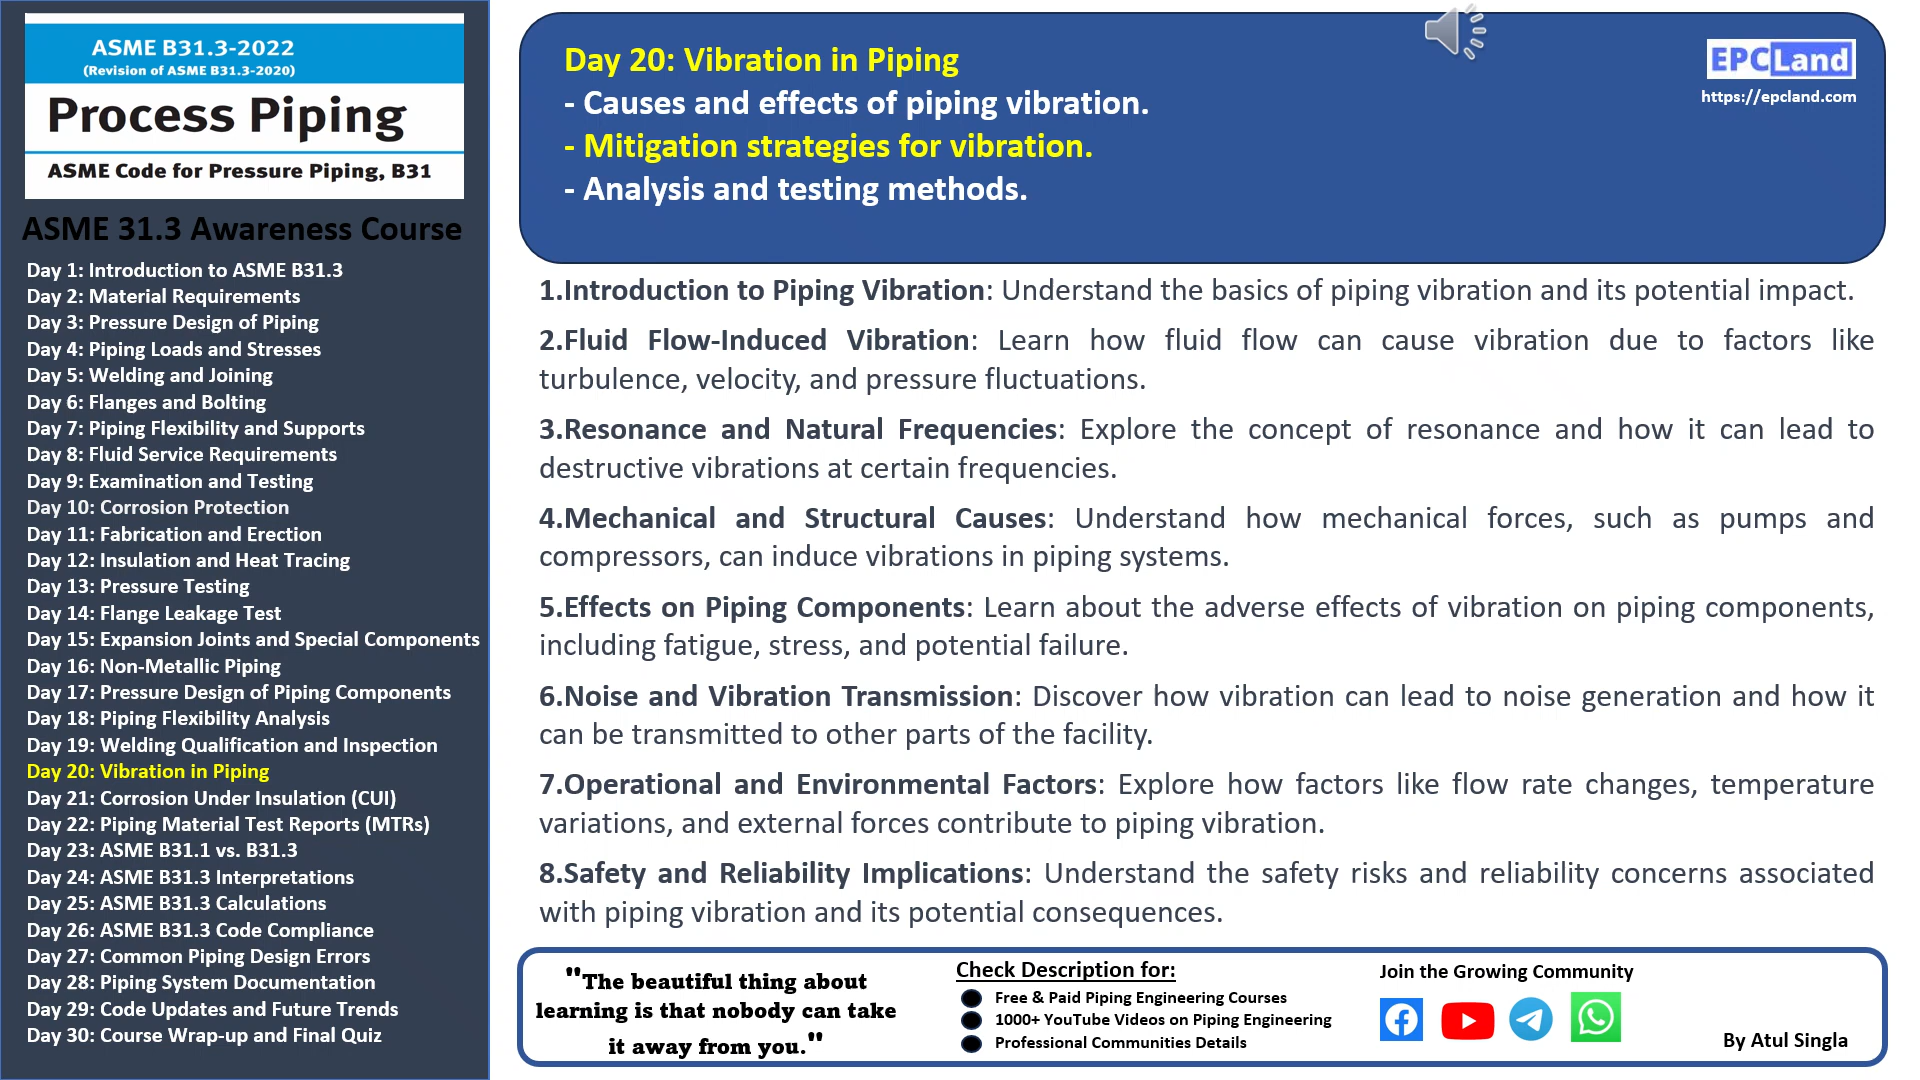 ASME B31.3-2022
(Revision of ASME B31.3-2020)
Process Piping
ASME Code for Pressure Piping, B31
ASME 31.3 Awareness Course
Day 1: Introduction to ASME B31.3
Day 2: Material Requirements
Day 3: Pressure Design of Piping
Day 4: Piping Loads and Stresses
Day 5: Welding and Joining
Day 6: Flanges and Bolting
Day 7: Piping Flexibility and Supports
Day 8: Fluid Service Requirements
Day 9: Examination and Testing
Day 10: Corrosion Protection
Day 11: Fabrication and Erection
Day 12: Insulation and Heat Tracing
Day 13: Pressure Testing
Day 14: Flange Leakage Test
Day 15: Expansion Joints and Special Components
Day 16: Non-Metallic Piping
Day 17: Pressure Design of Piping Components
Day 18: Piping Flexibility Analysis
Day 19: Welding Qualification and Inspection
Day 20: Vibration in Piping
Day 21: Corrosion Under Insulation (CUI)
Day 22: Piping Material Test Reports (MTRs)
Day 23: ASME B31.1 vs. B31.3
Day 24: ASME B31.3 Interpretations
Day 25: ASME B31.3 Calculations
Day 26: ASME B31.3 Code Compliance
Day 27: Common Piping Design Errors
Day 28: Piping System Documentation
Day 29: Code Updates and Future Trends
Day 30: Course Wrap-up and Final Quiz
Day 20: Vibration in Piping
- Causes and effects of piping vibration.
- Mitigation strategies for vibration.
- Analysis and testing methods.
EPCLand
https://epcland.com
1.Introduction to Piping Vibration: Understand the basics of piping vibration and its potential impact.
2.Fluid Flow-Induced Vibration: Learn how fluid flow can cause vibration due to factors like
turbulence, velocity, and pressure fluctuations.
3.Resonance and Natural Frequencies: Explore the concept of resonance and how it can lead to
destructive vibrations at certain frequencies.
4.Mechanical and Structural Causes: Understand how mechanical forces, such as pumps and
compressors, can induce vibrations in piping systems.
5.Effects on Piping Components: Learn about the adverse effects of vibration on piping components,
including fatigue, stress, and potential failure.
6.Noise and Vibration Transmission: Discover how vibration can lead to noise generation and how it
can be transmitted to other parts of the facility.
7.Operational and Environmental Factors: Explore how factors like flow rate changes, temperature
variations, and external forces contribute to piping vibration.
8.Safety and Reliability Implications: Understand the safety risks and reliability concerns associated
with piping vibration and its potential consequences.
"The beautiful thing about
learning is that nobody can take
it away from you."
Check Description for:
Free & Paid Piping Engineering Courses
1000+ YouTube Videos on Piping Engineering
Professional Communities Details
Join the Growing Community
By Atul Singla